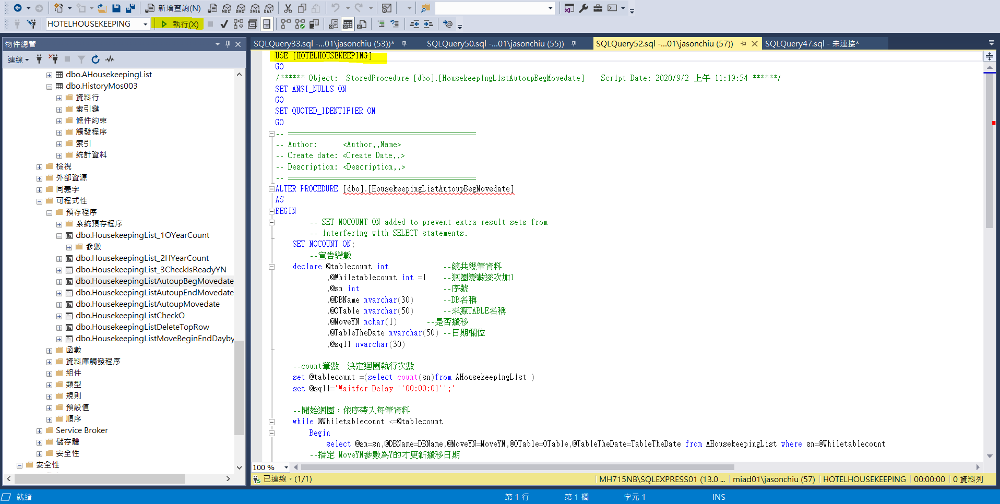 新增查詢(N)
MDX
DMX
XMLA
DAX
HOTELHOUSEKEEPING
執行(X)
物件總管
連線
dbo.AHousekeepingList
dbo.HistoryMos003
資料行
索引鍵
條件約束
觸發程序
索引
統計資料
檢視
外部資源
同義字
可程式性
預存程序
系統預存程序
dbo.HousekeepingList_1OYearCount
參數
dbo.HousekeepingList_2HYearCount
dbo.HousekeepingList_3CheckIsReadyYN
dbo.HousekeepingListAutoupBegMovedate
dbo.HousekeepingListAutoupEndMovedate
dbo.HousekeepingListAutoupMovedate
dbo.HousekeepingListCheckO
dbo.HousekeepingListDeleteTopRow
dbo.HousekeepingListMoveBeginEndDayby
函數
資料庫觸發程序
組件
類型
規則
預設值
順序
Service Broker
儲存體
安全性
安全性
SQLQuery33.sql -...01\jasonchiu (53))*
SQLQuery50.sql -...01\jasonchiu (55))
SQLQuery52.sql -...01\jasonchiu (57))
SQLQuery47.sql - 未連接*
USE [HOTELHOUSEKEEPING]
GO
/****** Object:  StoredProcedure [dbo].[HousekeepingListAutoupBegMovedate]    Script Date: 2020/9/2 上午 11:19:54 ******/
SET ANSI_NULLS ON
GO
SET QUOTED_IDENTIFIER ON
GO
-- =============================================
-- Author:      <Author,,Name>
-- Create date: <Create Date,,>
-- Description: <Description,,>
-- =============================================
ALTER PROCEDURE [dbo].[HousekeepingListAutoupBegMovedate]
AS
BEGIN
-- SET NOCOUNT ON added to prevent extra result sets from
-- interfering with SELECT statements.
SET NOCOUNT ON;
--宣告變數
declare @tablecount int             --總共幾筆資料
,@Whiletablecount int =1    --迴圈變數逐次加1
,@sn int                    --序號
,@DBName nvarchar(30)       --DB名稱
,@OTable nvarchar(50)       --來源TABLE名稱
,@MoveYN nchar(1)       --是否搬移
,@TableTheDate nvarchar(50) --日期欄位
,@sql1 nvarchar(30)
--count筆數  決定迴圈執行次數
set @tablecount =(select count(sn)from AHousekeepingList )
set @sql1='Waitfor Delay ''00:00:01'';'
--開始迴圈，依序帶入每筆資料
while @Whiletablecount <=@tablecount
Begin
select @sn=sn,@DBName=DBName,@MoveYN=MoveYN,@OTable=OTable,@TableTheDate=TableTheDate from AHousekeepingList where sn=@Whiletablecount
--指定 MoveYN參數為Y的才更新搬移日期
100 %
已連線。(1/1)
MH715NB\SQLEXPRESS01 (13.0 ...
miad01\jasonchiu (57)
HOTELHOUSEKEEPING
00:00:00
0 資料列
就緒
第 1 行
第 1 欄
字元 1
INS